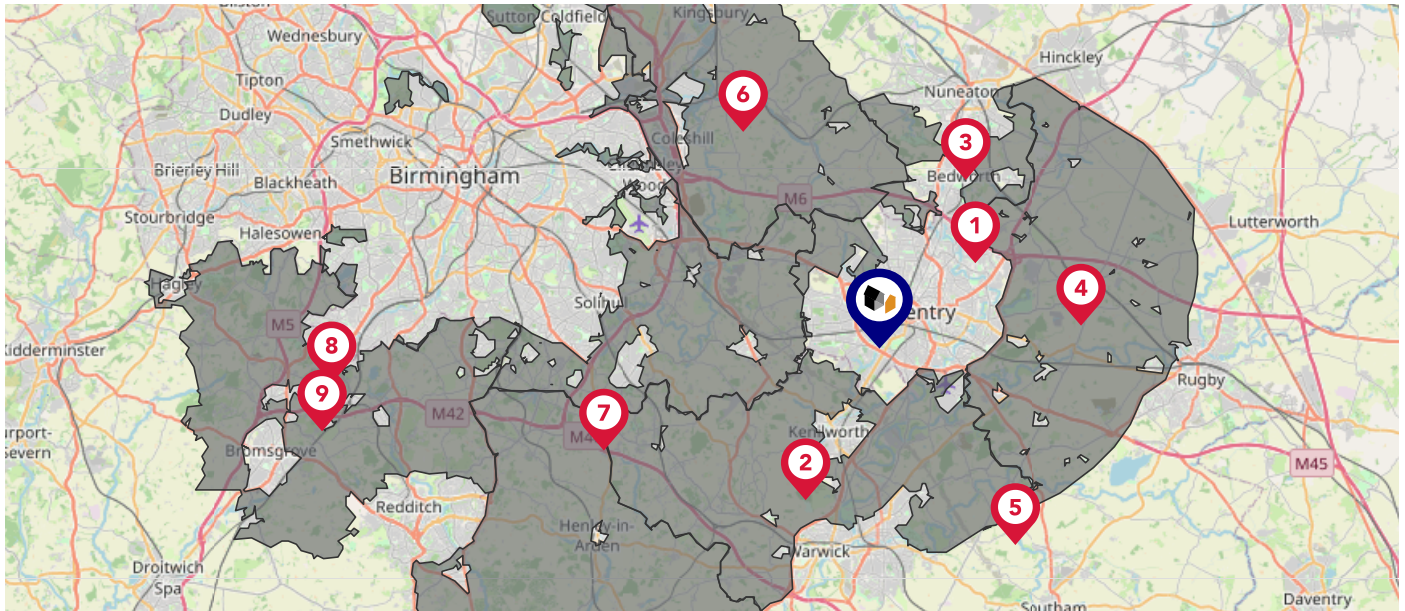 Sutton Coldfield
Kingsbury
Wednesbury
Hinckley
Tipton
Nuneaton
6
Dudley
Smethwick
Coleshill
3
Brierley Hill
Birmingham
Bedworth
Blackheath
Wood
M6
Stourbridge
Lutterworth
1
Halesowen
Hagley
4
Solihull
entry
M5
Kidderminster
8
Rugby
9
M42
7
Kenilworth
M4
Bromsgrove
2
M45
Redditch
5
Henley-in-
Arden
Warwick
Droitwich
Spa
Southam
Daventry